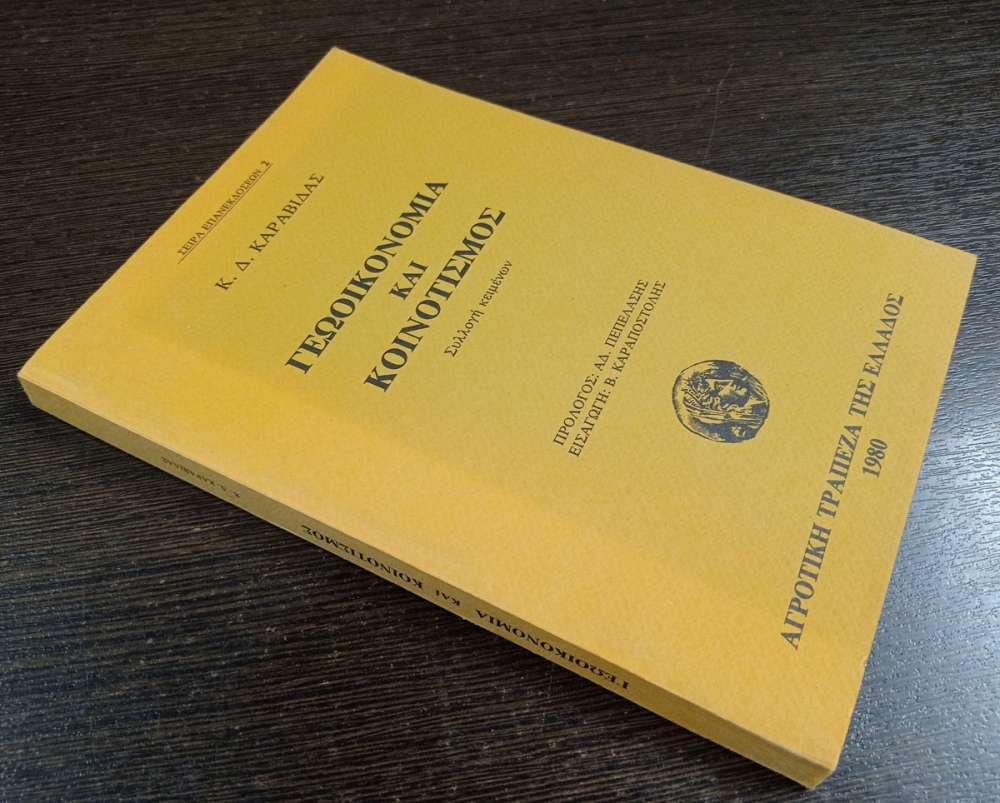 ΣΕΙΡΑ ΕΠΑΝΕΚΔΟΣΕΩΝ 2
Κ. Δ. ΚΑΡΑΒΙΔΑΣ
ΓΕΩΟΙΚΟΝΟΜΙΑ
ΚΑΙ
ΚΟΙΝΟΤΙΣΜΟΣ
Συλλογή κειμένων
ΠΡΟΛΟΓΟΣ: ΑΔ. ΠΕΠΕΛΑΣΗΣ
ΕΙΣΑΓΩΓΗ: Β. ΚΑΡΑΠΟΣΤΟΛΗΣ
ΑΓΡΟΤΙΚΗ ΤΡΑΠΕΖΑ ΤΗΣ ΕΛΛΑΔΟΣ
1980
Κ. Δ. ΚΑΡΑΒΙΔΑΣ
ΓΕΩΟΙΚΟΝΟΜΙΑ ΚΑΙ ΚΟΙΝΟΤΙΣΜΟΣ